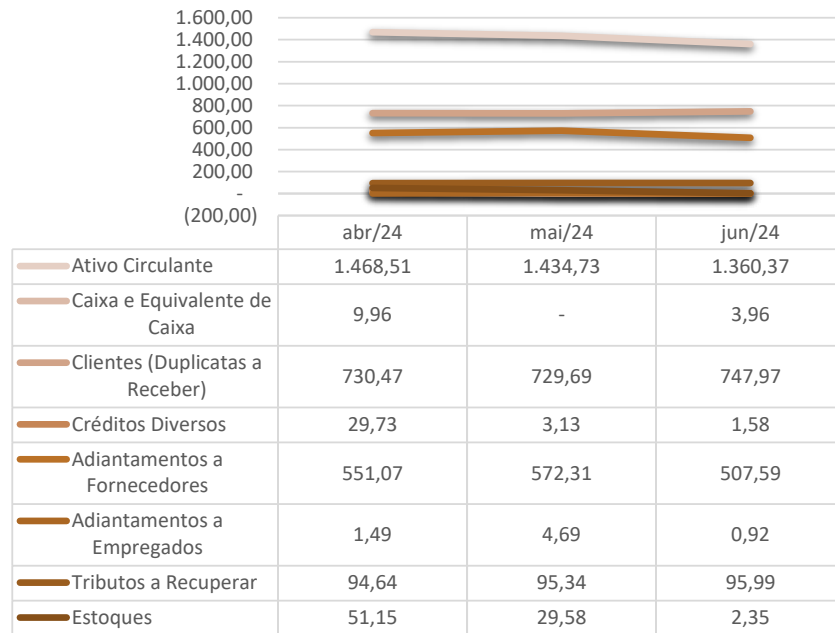 1.600,00
1.400,00
1.200,00
1.000,00
800,00
600,00
400,00
200,00
-
(200,00)
abr/24 mai/24 jun/24
Ativo Circulante 1.468,51 1.434,73 1.360,37
Caixa e Equivalente de
Caixa 9,96 - 3,96
Clientes (Duplicatas a
Receber) 730,47 729,69 747,97
Créditos Diversos 29,73 3,13 1,58
Adiantamentos a
Fornecedores 551,07 572,31 507,59
Adiantamentos a
Empregados 1,49 4,69 0,92
Tributos a Recuperar 94,64 95,34 95,99
Estoques 51,15 29,58 2,35